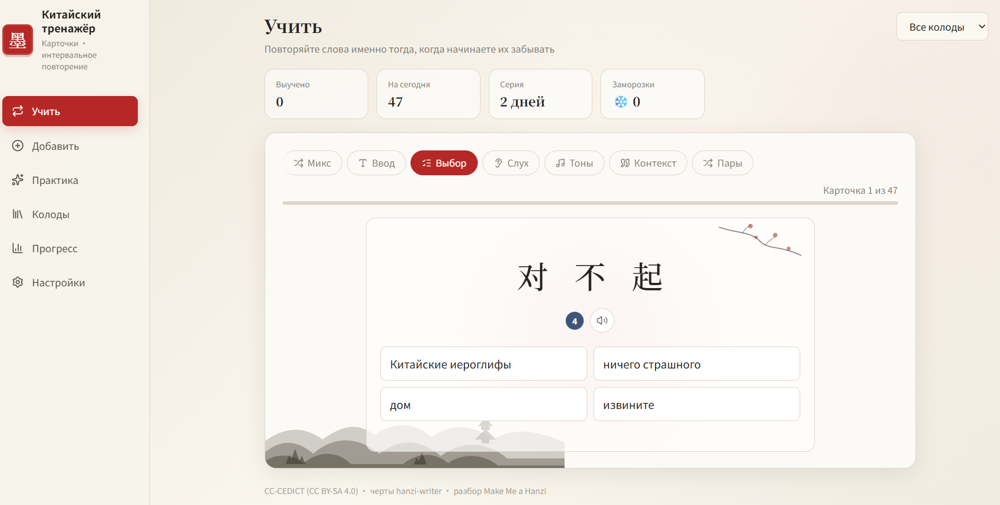 墨
Китайский
тренажёр
Карточки •
интервальное
повторение
Учить
Добавить
Практика
Колоды
Прогресс
Настройки
Учить
Повторяйте слова именно тогда, когда начинаете их забывать
Все колоды
Выучено
0
На сегодня
47
Серия
2 дней
Заморозки
❄️ 0
Микс
Ввод
Выбор
Слух
Тоны
Контекст
Пары
Карточка 1 из 47
对 不 起
4
Китайские иероглифы
ничего страшного
дом
извините
CC-CEDICT (CC BY-SA 4.0) • черты hanzi-writer • разбор Make Me a Hanzi